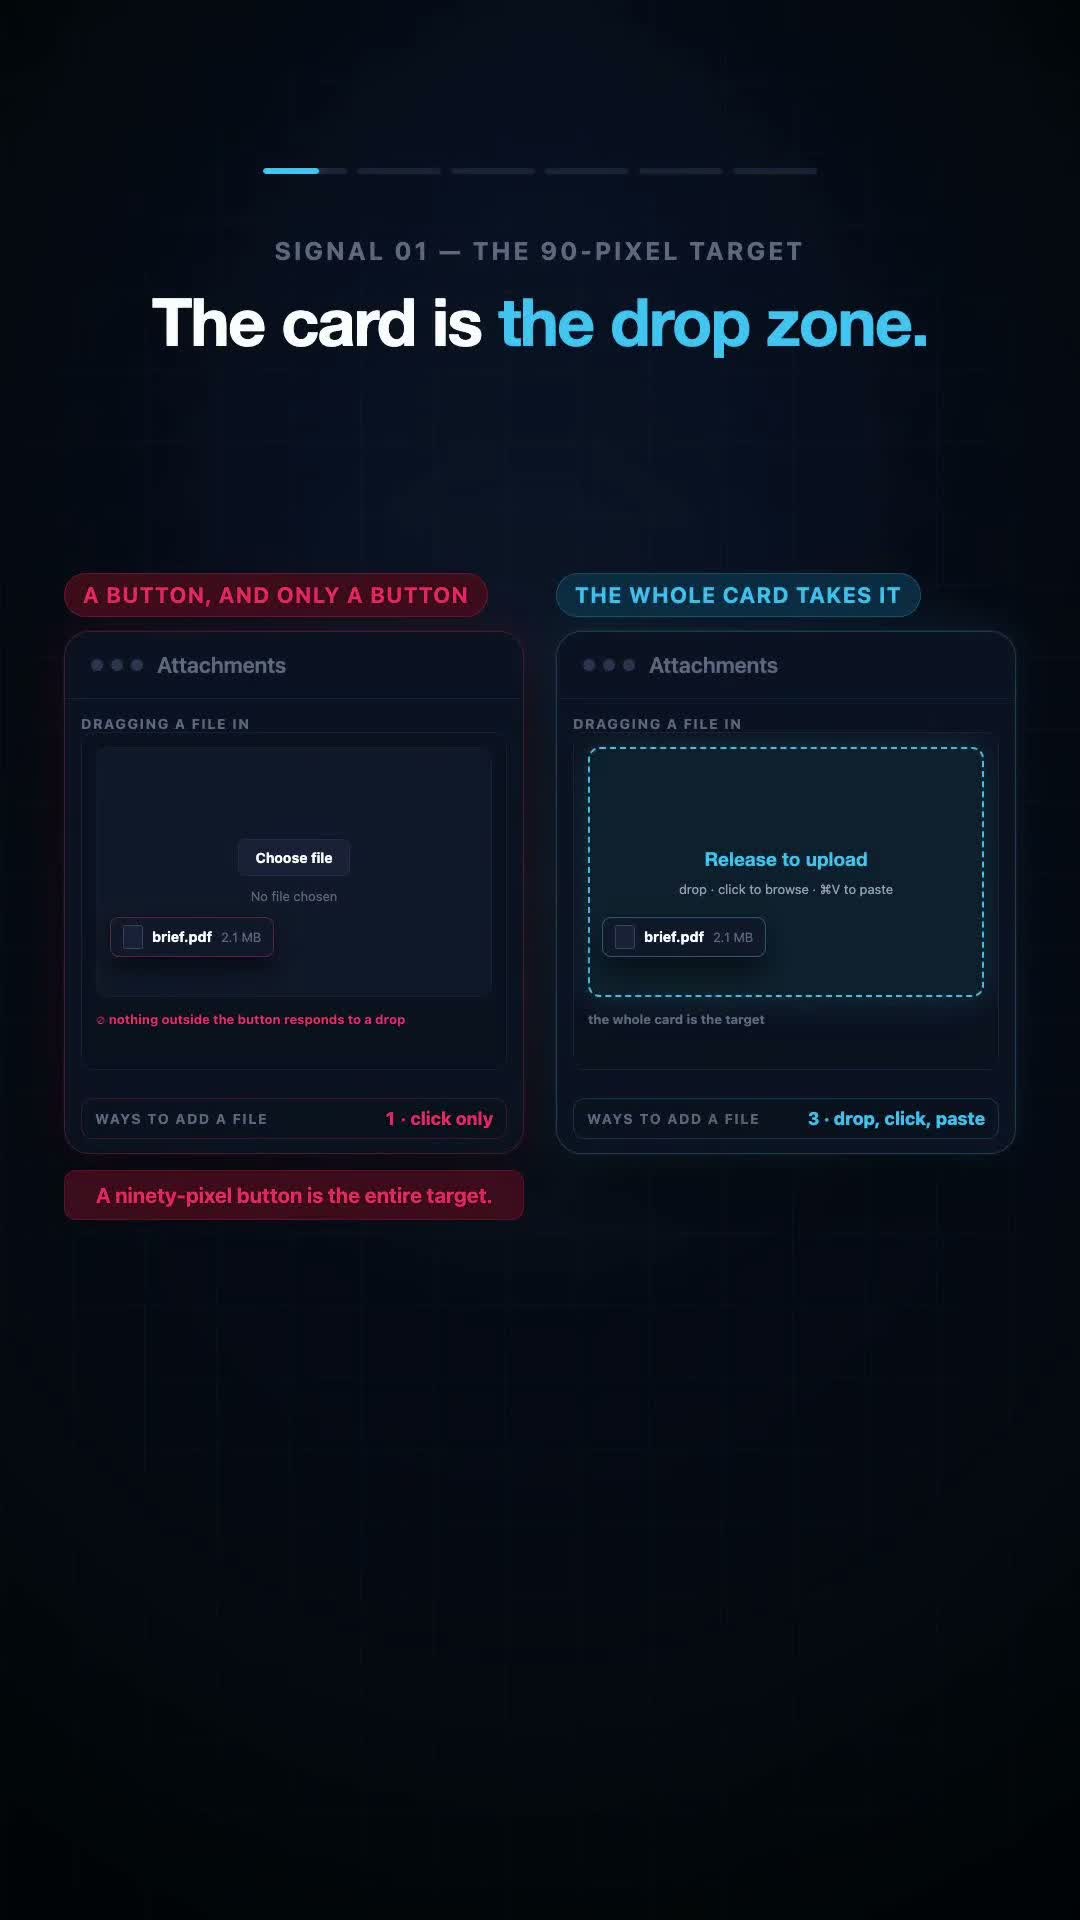 SIGNAL 01 — THE 90-PIXEL TARGET
The card is the drop zone.
A BUTTON, AND ONLY A BUTTON
Attachments
DRAGGING A FILE IN
Choose file
No file chosen
brief.pdf 2.1 MB
⊘ nothing outside the button responds to a drop
WAYS TO ADD A FILE 1 · click only
A ninety-pixel button is the entire target.
THE WHOLE CARD TAKES IT
Attachments
DRAGGING A FILE IN
Release to upload
drop · click to browse · ⌘V to paste
brief.pdf 2.1 MB
the whole card is the target
WAYS TO ADD A FILE 3 · drop, click, paste